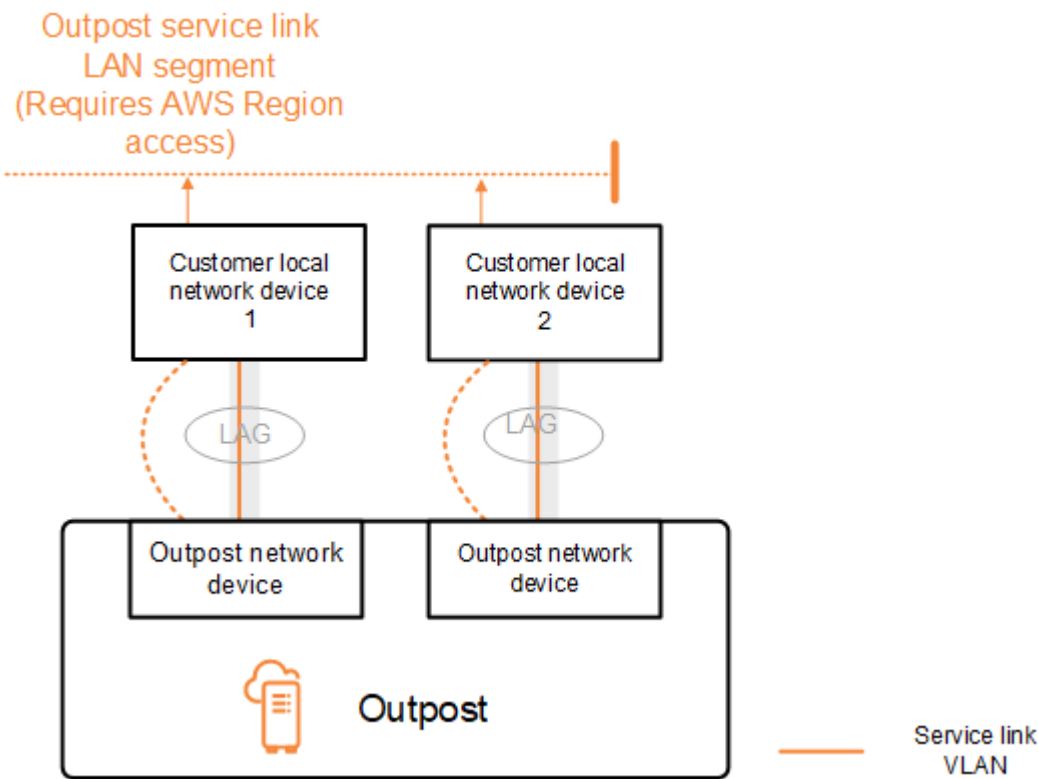 Outpost service link
LAN segment
(Requires AWS Region
access)
Customer local
network device
1
Customer local
network device
2
LAG
LAG
Outpost network
device
Outpost network
device
Outpost
Service link
VLAN